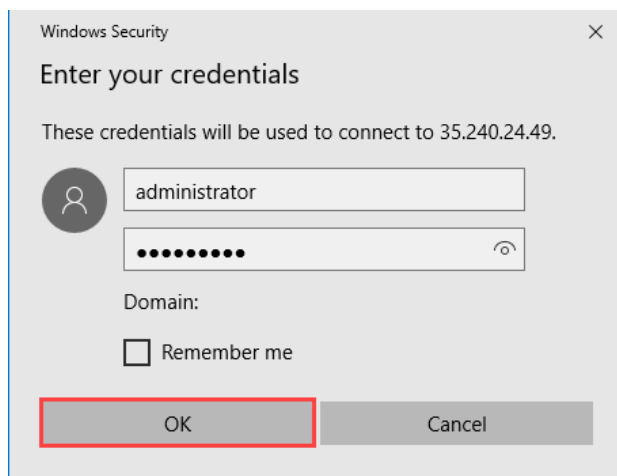 Windows Security
Enter your credentials
These credentials will be used to connect to 35.240.24.49.
administrator
•••••••••
Domain:
Remember me
OK
Cancel